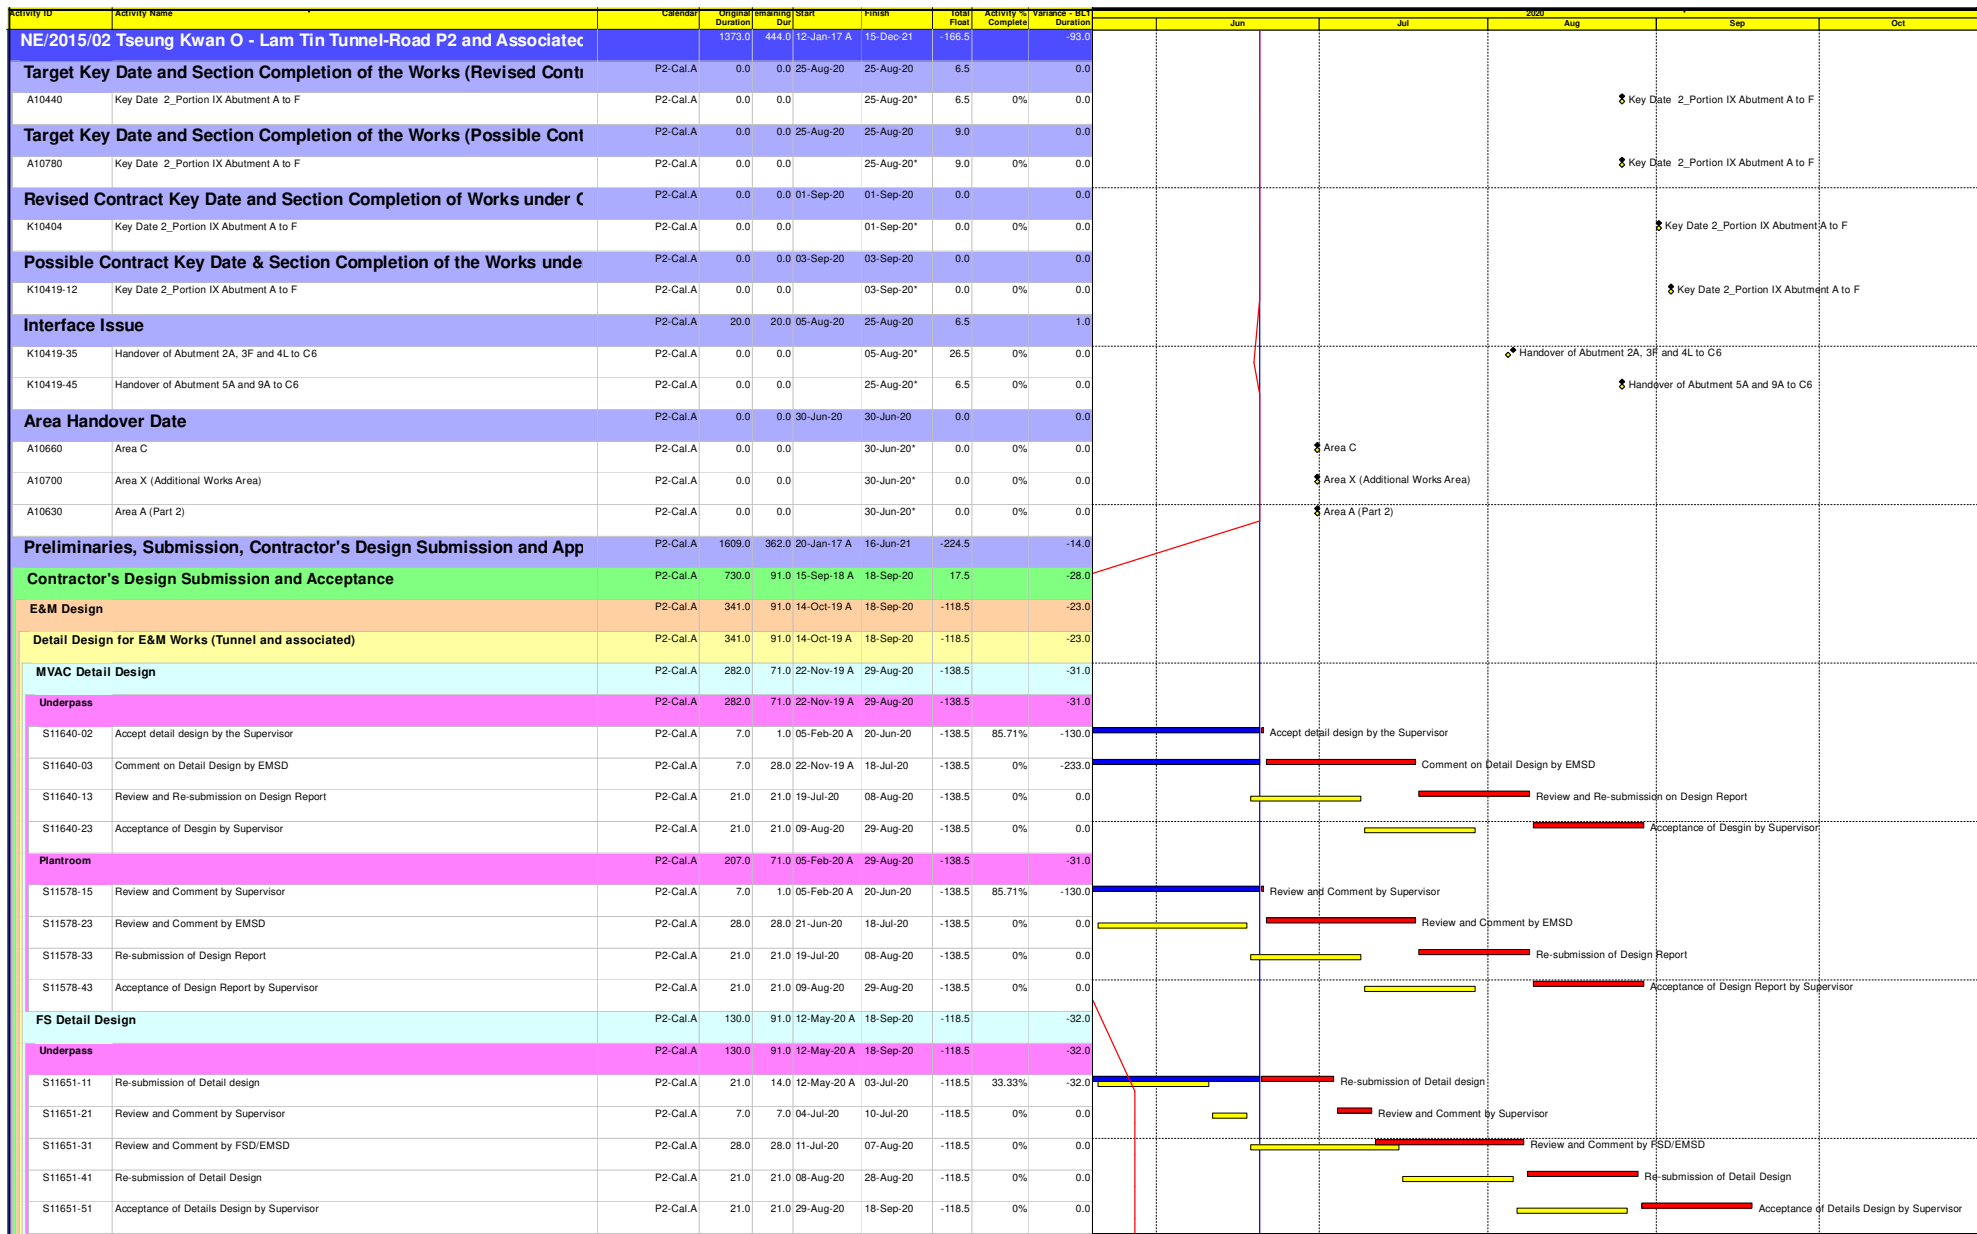 Activity ID Activity Name Calendar Original Duration Remaining Dur Start Finish Total Float Activity % Complete Variance - BL1 Duration 2020
Jun Jul Aug Sep Oct
NE/2015/02 Tseung Kwan O - Lam Tin Tunnel-Road P2 and Associated 1373.0 444.0 12-Jan-17 A 15-Dec-21 -166.5 -93.0
Target Key Date and Section Completion of the Works (Revised Contr P2-Cal.A 0.0 0.0 25-Aug-20 25-Aug-20 6.5 0.0
A10440 Key Date 2_Portion IX Abutment A to F P2-Cal.A 0.0 0.0 25-Aug-20* 6.5 0% 0.0 Key Date 2_Portion IX Abutment A to F
Target Key Date and Section Completion of the Works (Possible Cont P2-Cal.A 0.0 0.0 25-Aug-20 25-Aug-20 9.0 0.0
A10780 Key Date 2_Portion IX Abutment A to F P2-Cal.A 0.0 0.0 25-Aug-20* 9.0 0% 0.0 Key Date 2_Portion IX Abutment A to F
Revised Contract Key Date and Section Completion of Works under C P2-Cal.A 0.0 0.0 01-Sep-20 01-Sep-20 0.0 0.0
K10404 Key Date 2_Portion IX Abutment A to F P2-Cal.A 0.0 0.0 01-Sep-20* 0.0 0% 0.0 Key Date 2_Portion IX Abutment A to F
Possible Contract Key Date & Section Completion of the Works unde P2-Cal.A 0.0 0.0 03-Sep-20 03-Sep-20 0.0 0.0
K10419-12 Key Date 2_Portion IX Abutment A to F P2-Cal.A 0.0 0.0 03-Sep-20* 0.0 0% 0.0 Key Date 2_Portion IX Abutment A to F
Interface Issue P2-Cal.A 20.0 20.0 05-Aug-20 25-Aug-20 6.5 1.0
K10419-35 Handover of Abutment 2A, 3F and 4L to C6 P2-Cal.A 0.0 0.0 05-Aug-20* 26.5 0% 0.0 Handover of Abutment 2A, 3F and 4L to C6
K10419-45 Handover of Abutment 5A and 9A to C6 P2-Cal.A 0.0 0.0 25-Aug-20* 6.5 0% 0.0 Handover of Abutment 5A and 9A to C6
Area Handover Date P2-Cal.A 0.0 0.0 30-Jun-20 30-Jun-20 0.0 0.0
A10660 Area C P2-Cal.A 0.0 0.0 30-Jun-20* 0.0 0% 0.0 Area C
A10700 Area X (Additional Works Area) P2-Cal.A 0.0 0.0 30-Jun-20* 0.0 0% 0.0 Area X (Additional Works Area)
A10630 Area A (Part 2) P2-Cal.A 0.0 0.0 30-Jun-20* 0.0 0% 0.0 Area A (Part 2)
Preliminaries, Submission, Contractor's Design Submission and App P2-Cal.A 1609.0 362.0 20-Jan-17 A 16-Jun-21 -224.5 -14.0
Contractor's Design Submission and Acceptance P2-Cal.A 730.0 91.0 15-Sep-18 A 18-Sep-20 17.5 -28.0
E&M Design P2-Cal.A 341.0 91.0 14-Oct-19 A 18-Sep-20 -118.5 -23.0
Detail Design for E&M Works (Tunnel and associated) P2-Cal.A 341.0 91.0 14-Oct-19 A 18-Sep-20 -118.5 -23.0
MVAC Detail Design P2-Cal.A 282.0 71.0 22-Nov-19 A 29-Aug-20 -138.5 -31.0
Underpass P2-Cal.A 282.0 71.0 22-Nov-19 A 29-Aug-20 -138.5 -31.0
S11640-02 Accept detail design by the Supervisor P2-Cal.A 7.0 1.0 05-Feb-20 A 20-Jun-20 -138.5 85.71% -130.0 Accept detail design by the Supervisor
S11640-03 Comment on Detail Design by EMSD P2-Cal.A 7.0 28.0 22-Nov-19 A 18-Jul-20 -138.5 0% -233.0 Comment on Detail Design by EMSD
S11640-13 Review and Re-submission on Design Report P2-Cal.A 21.0 21.0 19-Jul-20 08-Aug-20 -138.5 0% 0.0 Review and Re-submission on Design Report
S11640-23 Acceptance of Desgin by Supervisor P2-Cal.A 21.0 21.0 09-Aug-20 29-Aug-20 -138.5 0% 0.0 Acceptance of Desgin by Supervisor
Plantroom P2-Cal.A 207.0 71.0 05-Feb-20 A 29-Aug-20 -138.5 -31.0
S11578-15 Review and Comment by Supervisor P2-Cal.A 7.0 1.0 05-Feb-20 A 20-Jun-20 -138.5 85.71% -130.0 Review and Comment by Supervisor
S11578-23 Review and Comment by EMSD P2-Cal.A 28.0 28.0 21-Jun-20 18-Jul-20 -138.5 0% 0.0 Review and Comment by EMSD
S11578-33 Re-submission of Design Report P2-Cal.A 21.0 21.0 19-Jul-20 08-Aug-20 -138.5 0% 0.0 Re-submission of Design Report
S11578-43 Acceptance of Design Report by Supervisor P2-Cal.A 21.0 21.0 09-Aug-20 29-Aug-20 -138.5 0% 0.0 Acceptance of Design Report by Supervisor
FS Detail Design P2-Cal.A 130.0 91.0 12-May-20 A 18-Sep-20 -118.5 -32.0
Underpass P2-Cal.A 130.0 91.0 12-May-20 A 18-Sep-20 -118.5 -32.0
S11651-11 Re-submission of Detail design P2-Cal.A 21.0 14.0 12-May-20 A 03-Jul-20 -118.5 33.33% -32.0 Re-submission of Detail design
S11651-21 Review and Comment by Supervisor P2-Cal.A 7.0 7.0 04-Jul-20 10-Jul-20 -118.5 0% 0.0 Review and Comment by Supervisor
S11651-31 Review and Comment by FSD/EMSD P2-Cal.A 28.0 28.0 11-Jul-20 07-Aug-20 -118.5 0% 0.0 Review and Comment by FSD/EMSD
S11651-41 Re-submission of Detail Design P2-Cal.A 21.0 21.0 08-Aug-20 28-Aug-20 -118.5 0% 0.0 Re-submission of Detail Design
S11651-51 Acceptance of Details Design by Supervisor P2-Cal.A 21.0 21.0 29-Aug-20 18-Sep-20 -118.5 0% 0.0 Acceptance of Details Design by Supervisor